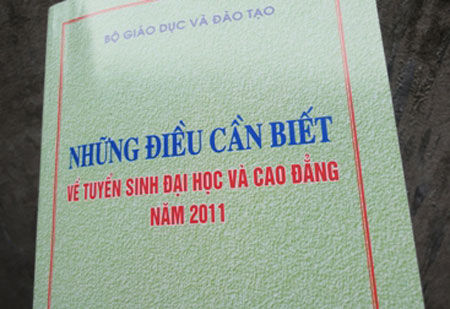 BỘ GIÁO DỤC VÀ ĐÀO TẠO
NHỮNG ĐIỀU CẦN BIẾT
VỀ TUYỂN SINH ĐẠI HỌC VÀ CAO ĐẲNG
NĂM 2011